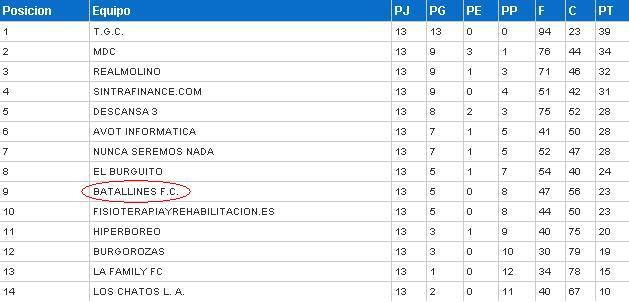 Posicion Equipo PJ PG PE PP F C PT
1 T.G.C. 13 13 0 0 94 23 39
2 MDC 13 9 3 1 76 44 34
3 REALMOLINO 13 9 1 3 71 46 32
4 SINTRAFINANCE.COM 13 9 0 4 51 42 31
5 DESCANSA 3 13 8 2 3 75 52 28
6 AVOT INFORMATICA 13 7 1 5 41 50 28
7 NUNCA SEREMOS NADA 13 7 1 5 52 47 28
8 EL BURGUITO 13 5 1 7 54 40 24
9 BATALLINES F.C. 13 5 0 8 47 56 23
10 FISIOTERAPIAYREHABILITACION.ES 13 5 0 8 44 50 23
11 HIPERBOREO 13 3 1 9 40 75 20
12 BURGOROZAS 13 3 0 10 30 79 19
13 LA FAMILY FC 13 1 0 12 34 78 15
14 LOS CHATOS L. A. 13 2 0 11 40 67 10